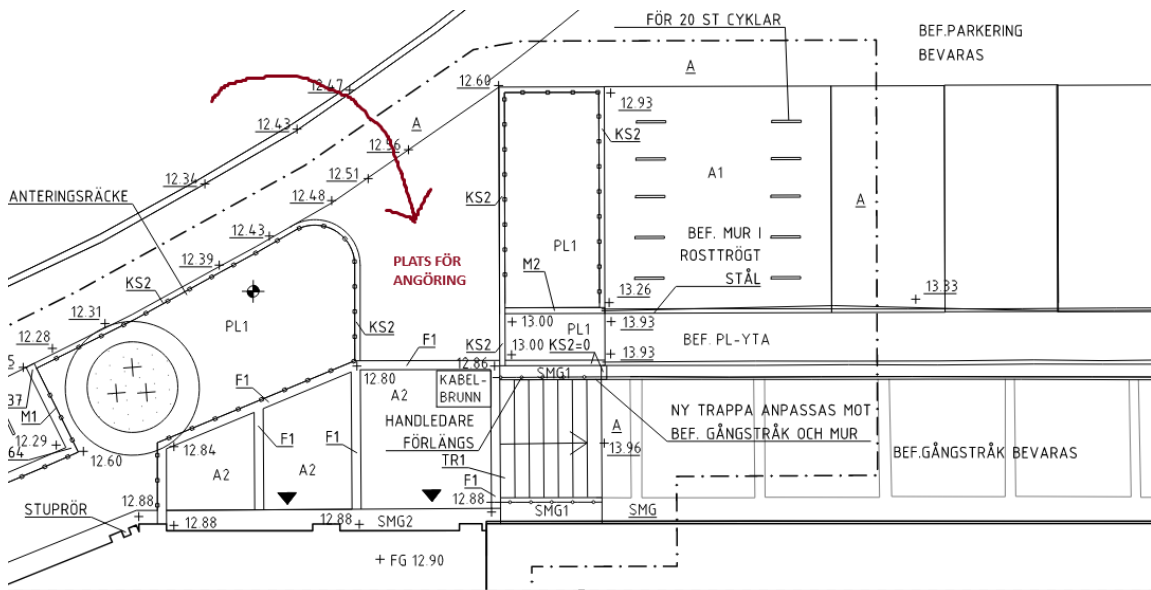 FÖR 20 ST CYKLAR
BEF.PARKERING
BEVARAS
A
12.60
12.47
12.93
12.43
A
KS2
12.56
12.51
A1
12.34
12.48
ANTERINGSRÄCKE
KS2
A
12.43
BEF. MUR I
ROSTTRÖGT
STÅL
PL1
12.39
PLATS FÖR
ANGÖRING
M2
KS2
13.26
13.33
12.31
PL1
KS2
13.00
PL1
13.93
BEF. PL-YTA
12.28
F1
KS2
13.00
KS2=0
13.93
12.86
SMG1
12.80
KABEL-
BRUNN
A2
37
M1
F1
HANDLEDARE
FÖRLÄNGS
NY TRAPPA ANPASSAS MOT
BEF. GÅNGSTRÅK OCH MUR
A
13.96
12.29
64
12.60
12.84
F1
F1
BEF.GÅNGSTRÅK BEVARAS
A2
A2
TR1
F1
12.88
12.88
STUPRÖR
12.88
12.88
SMG2
SMG1
SMG
FG 12.90